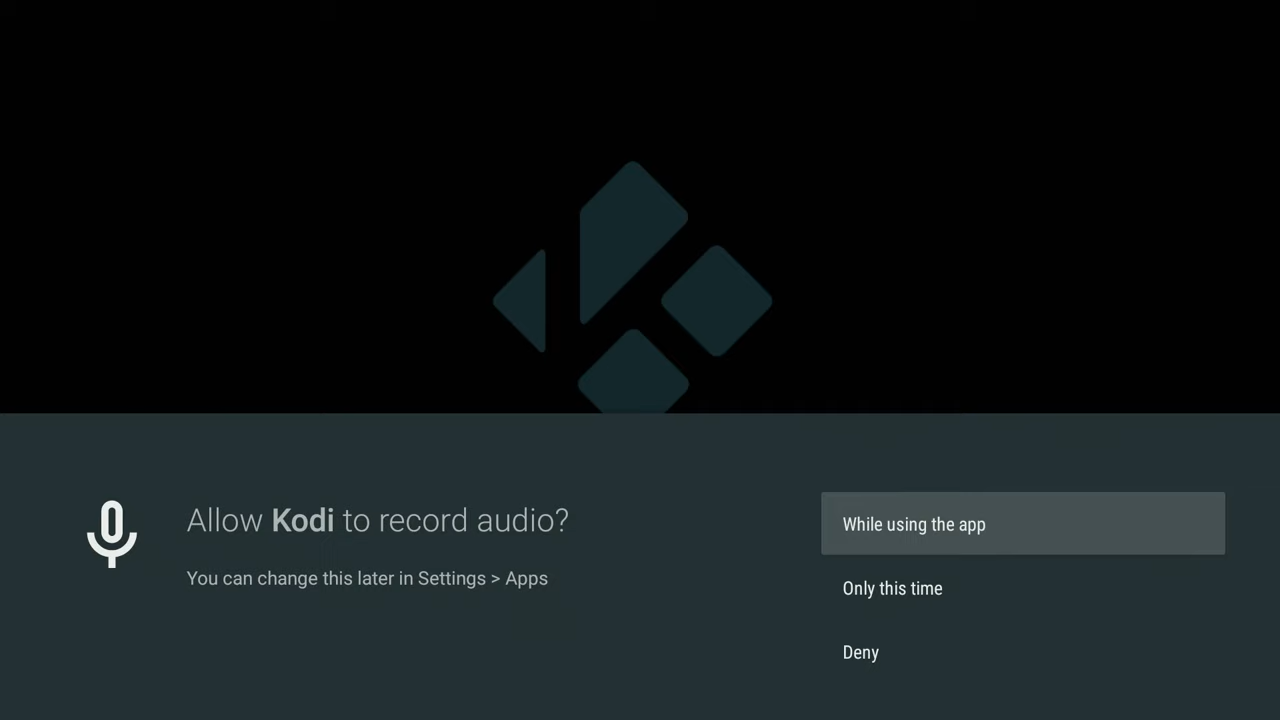 Allow Kodi to record audio?
You can change this later in Settings > Apps
While using the app
Only this time
Deny